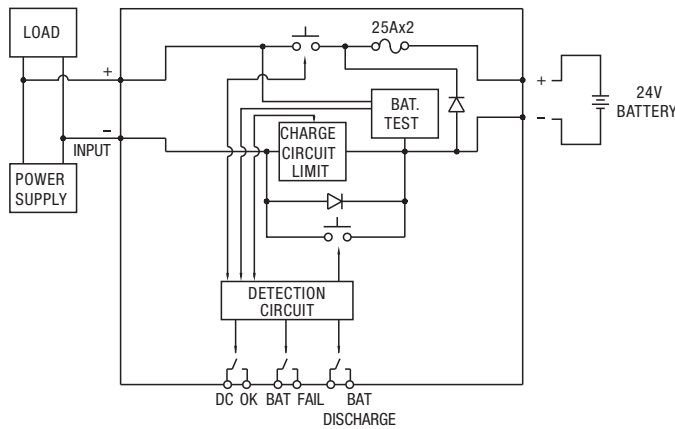 LOAD
25Ax2
+
+
24V
BATTERY
BAT.
TEST
−
−
INPUT
CHARGE
CIRCUIT
LIMIT
POWER
SUPPLY
DETECTION
CIRCUIT
DC OK BAT FAIL BAT
DISCHARGE